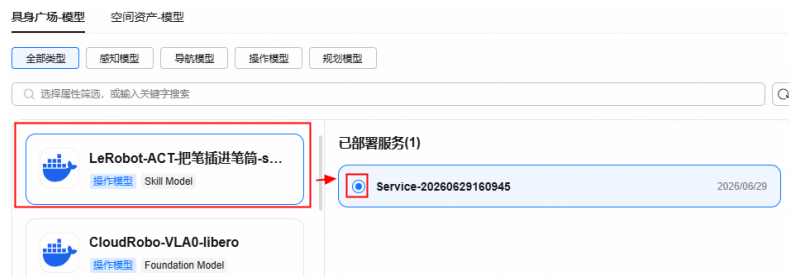 具身广场-模型 空间资产-模型
全部类型 感知模型 导航模型 操作模型 规划模型
选择属性筛选，或输入关键字搜索
LeRobot-ACT-把笔插进笔筒-s...
操作模型 Skill Model
已部署服务(1)
Service-20260629160945 2026/06/29
CloudRobo-VLA0-libero
操作模型 Foundation Model